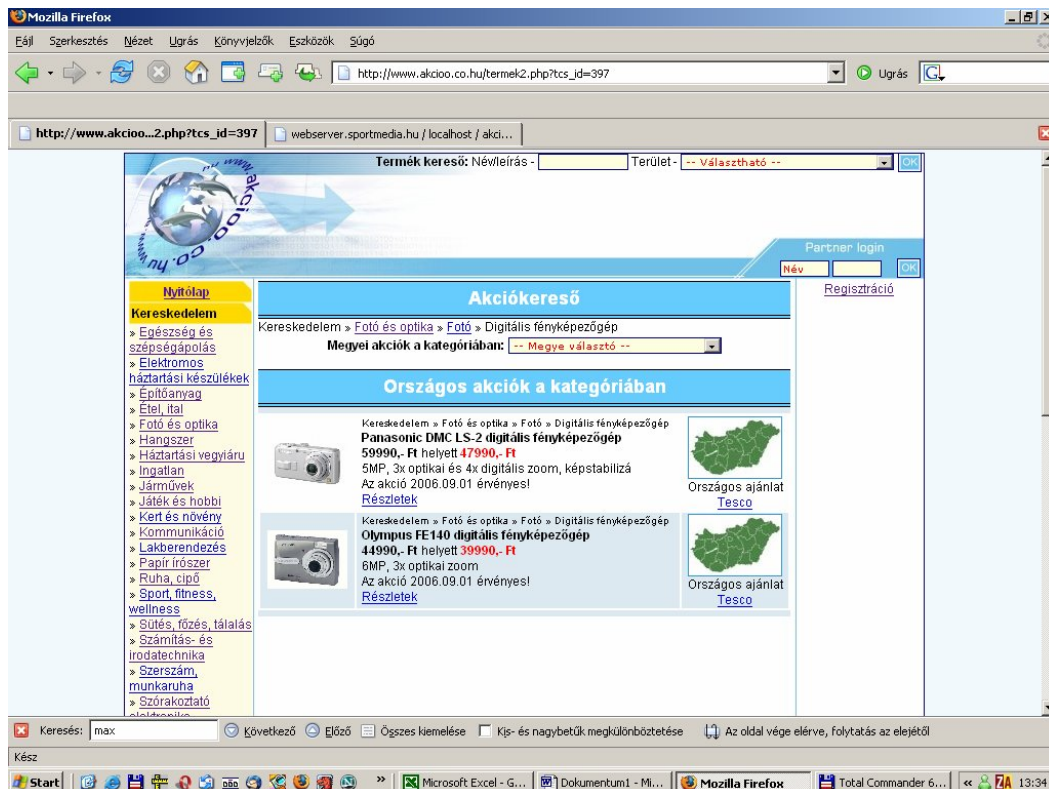 Mozilla Firefox
Fájl Szerkesztés Nézet Ugrás Könyvjelzők Eszközök Súgó
http://www.akcioo.co.hu/termek2.php?tcs_id=397 Ugrás G
http://www.akcioo...2.php?tcs_id=397 webserver.sportmedia.hu / localhost / akci...
www.akcioo.co.hu
Termék kereső: Név/leírás - Terület - -- Választható -- OK
Partner login
Név OK
Regisztráció
Nyitólap
Kereskedelem
» Egészség és
szépségápolás
» Elektromos
háztartási készülékek
» Építőanyag
» Étel, ital
» Fotó és optika
» Hangszer
» Háztartási vegyiáru
» Ingatlan
» Járművek
» Játék és hobbi
» Kert és növény
» Kommunikáció
» Lakberendezés
» Papír írószer
» Ruha, cipő
» Sport, fitness,
wellness
» Sütés, főzés, tálalás
» Számítás- és
irodatechnika
» Szerszám,
munkaruha
» Szórakoztató
elektronika
Akciókereső
Kereskedelem » Fotó és optika » Fotó » Digitális fényképezőgép
Megyei akciók a kategóriában: -- Megye választó --
Országos akciók a kategóriában
Kereskedelem » Fotó és optika » Fotó » Digitális fényképezőgép
Panasonic DMC LS-2 digitális fényképezőgép
59990,- Ft helyett 47990,- Ft
5MP, 3x optikai és 4x digitális zoom, képstabilizá
Az akció 2006.09.01 érvényes!
Részletek
Országos ajánlat
Tesco
Kereskedelem » Fotó és optika » Fotó » Digitális fényképezőgép
Olympus FE140 digitális fényképezőgép
44990,- Ft helyett 39990,- Ft
6MP, 3x optikai zoom
Az akció 2006.09.01 érvényes!
Részletek
Országos ajánlat
Tesco
Keresés: max Következő Előző Összes kiemelése Kis- és nagybetűk megkülönböztetése Az oldal vége elérve, folytatás az elejétől
Kész
Start » Microsoft Excel - G... Dokumentum1 - Mi... Mozilla Firefox Total Commander 6... « 13:34